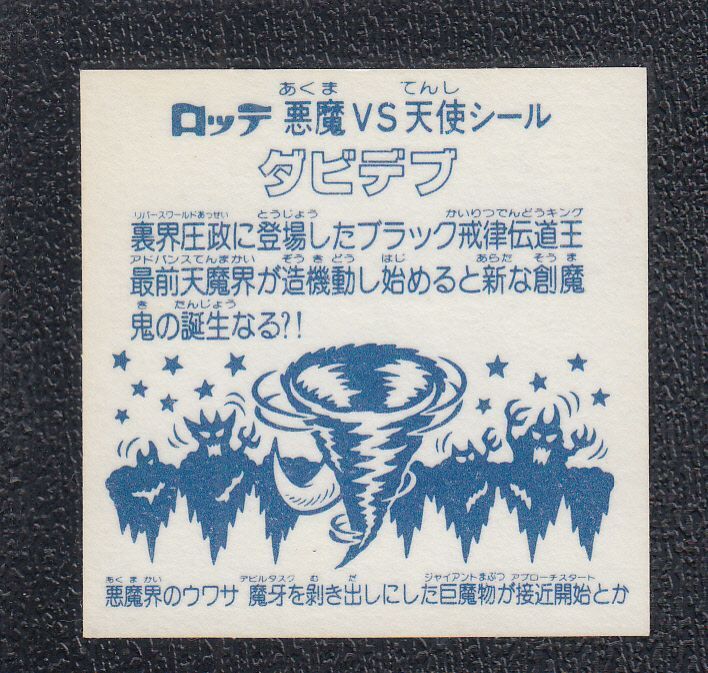 あくま てんし
ロッテ 悪魔VS天使シール
ダビデブ
リバースワールドあっせい とうじょう かいりつでんどうキング
裏界圧政に登場したブラック戒律伝道王
アドバンスてんまかい ぞうきどう はじ あらた そうま
最前天魔界が造機動し始めると新な創魔
き たんじょう
鬼の誕生なる?!
あくまかい デビルタスク む だ ジャイアントまぶつ アプローチスタート
悪魔界のウワサ 魔牙を剝き出しにした巨魔物が接近開始とか